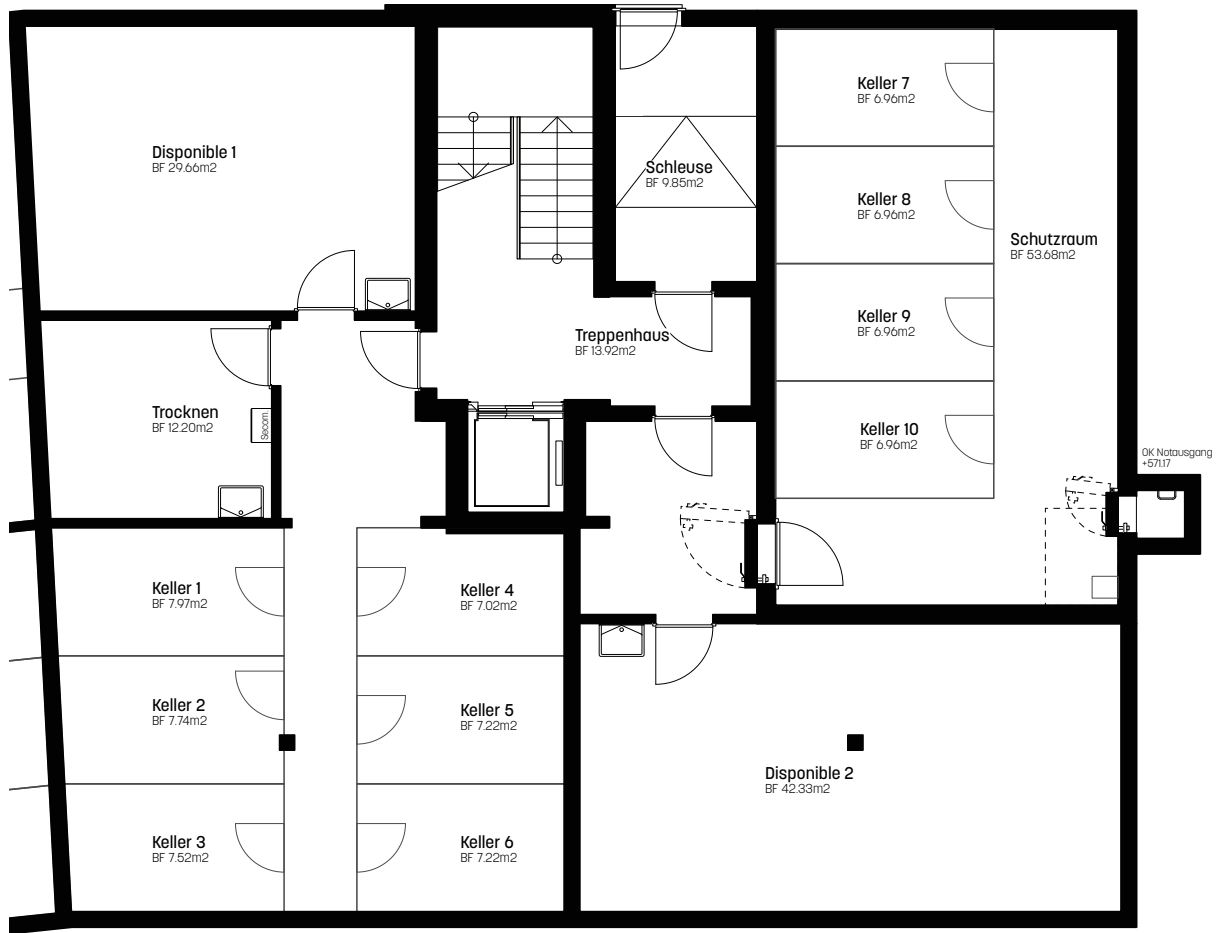 Disponible 1
BF 29.66m2
Schleuse
BF 9.85m2
Keller 7
BF 6.96m2
Keller 8
BF 6.96m2
Schutzraum
BF 53.68m2
Keller 9
BF 6.96m2
Treppenhaus
BF 13.92m2
Trocknen
BF 12.20m2
Secom.
Keller 10
BF 6.96m2
OK Notausgang
+571.17
Keller 1
BF 7.97m2
Keller 4
BF 7.02m2
Keller 2
BF 7.74m2
Keller 5
BF 7.22m2
Disponible 2
BF 42.33m2
Keller 3
BF 7.52m2
Keller 6
BF 7.22m2